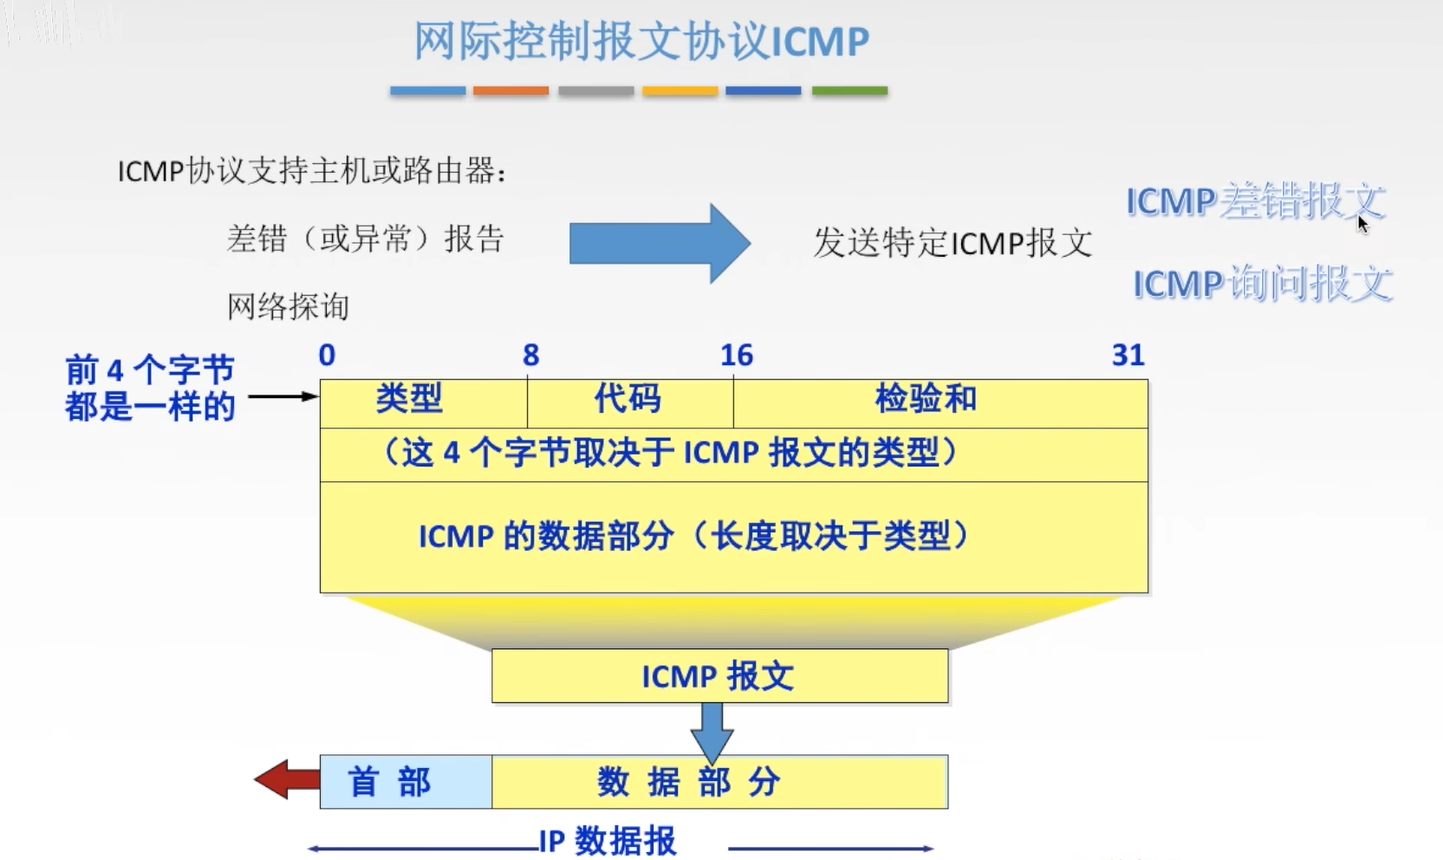 网际控制报文协议ICMP
ICMP协议支持主机或路由器：
差错（或异常）报告
网络探询
发送特定ICMP报文
ICMP差错报文
ICMP询问报文
前 4 个字节
都是一样的
0 8 16 31
类型 代码 检验和
（这 4 个字节取决于 ICMP 报文的类型）
ICMP 的数据部分（长度取决于类型）
ICMP 报文
首 部 数 据 部 分
IP 数据报